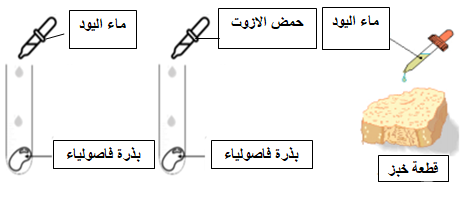 ماء اليود
حمض الازوت
ماء اليود
بذرة فاصولياء
بذرة فاصولياء
قطعة خبز